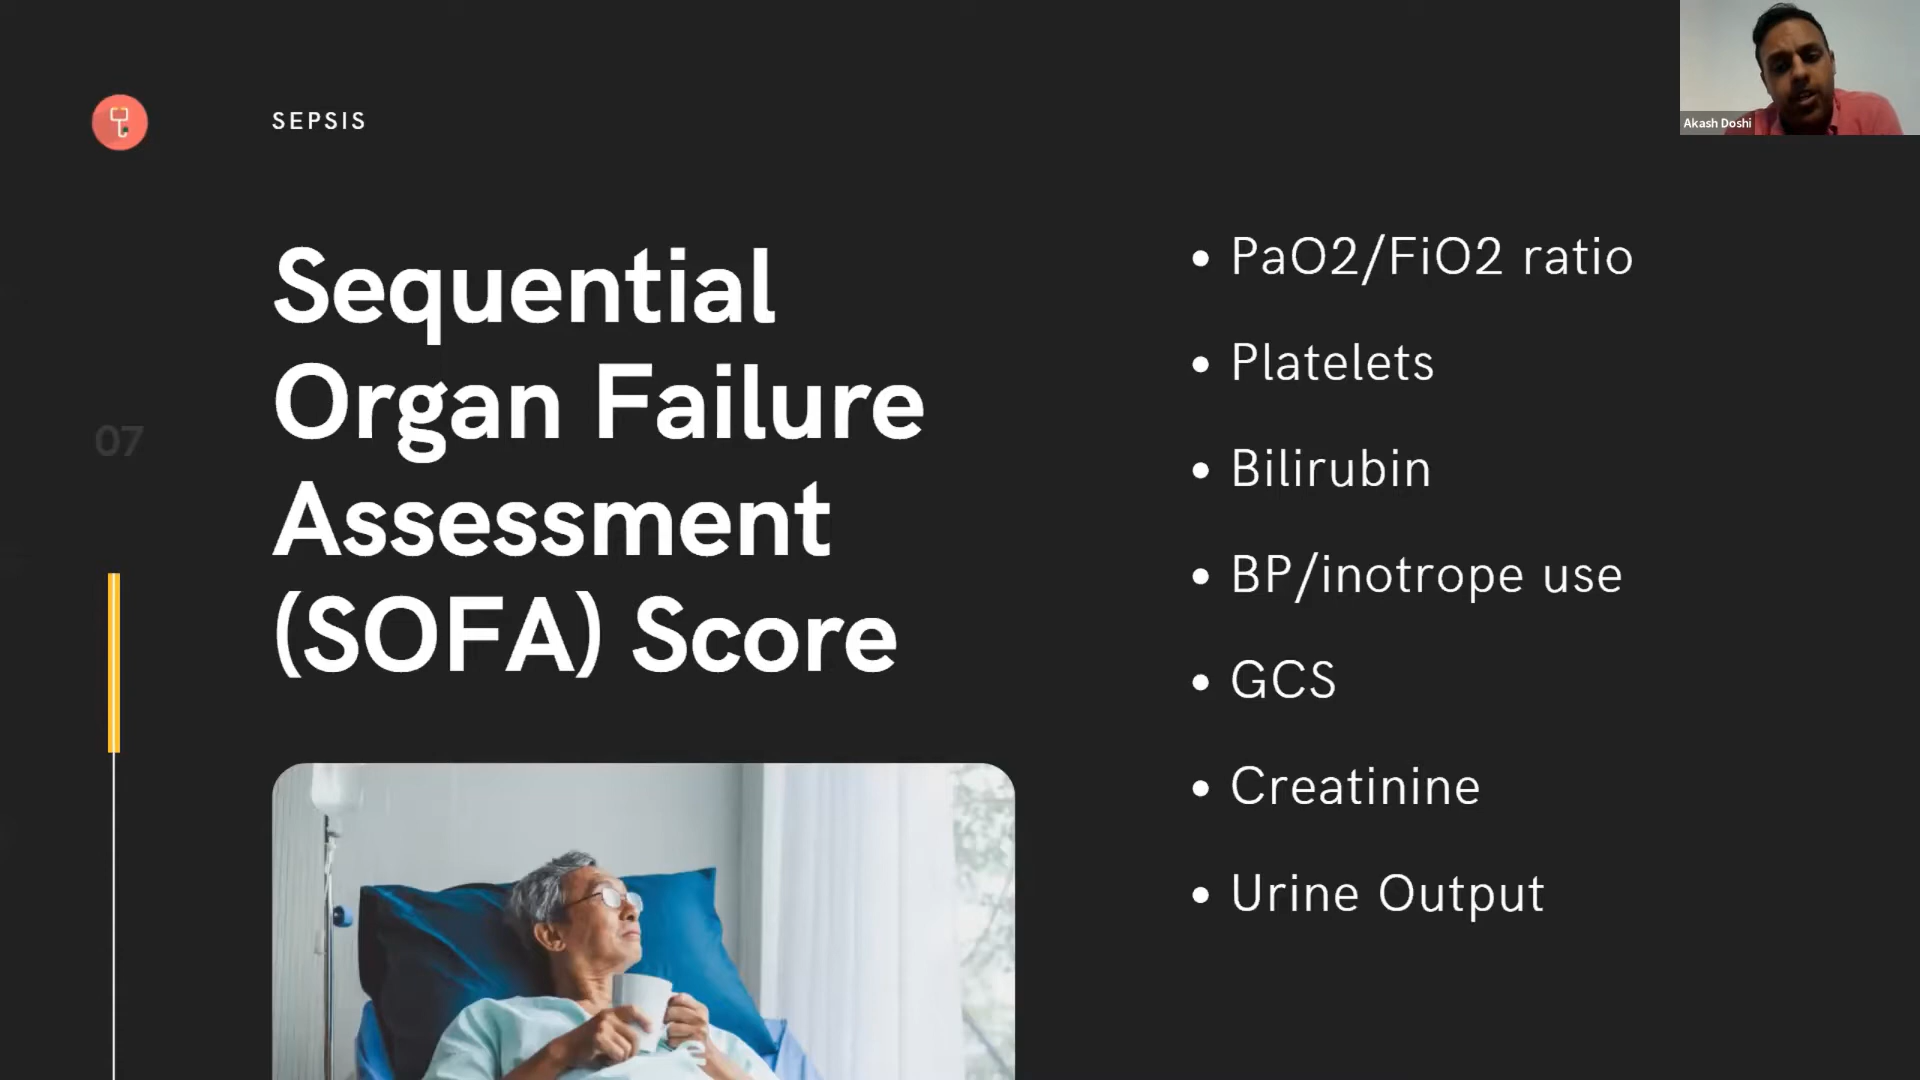 SEPSIS
Akash Doshi
07
Sequential
Organ Failure
Assessment
(SOFA) Score
• PaO2/FiO2 ratio
• Platelets
• Bilirubin
• BP/inotrope use
• GCS
• Creatinine
• Urine Output